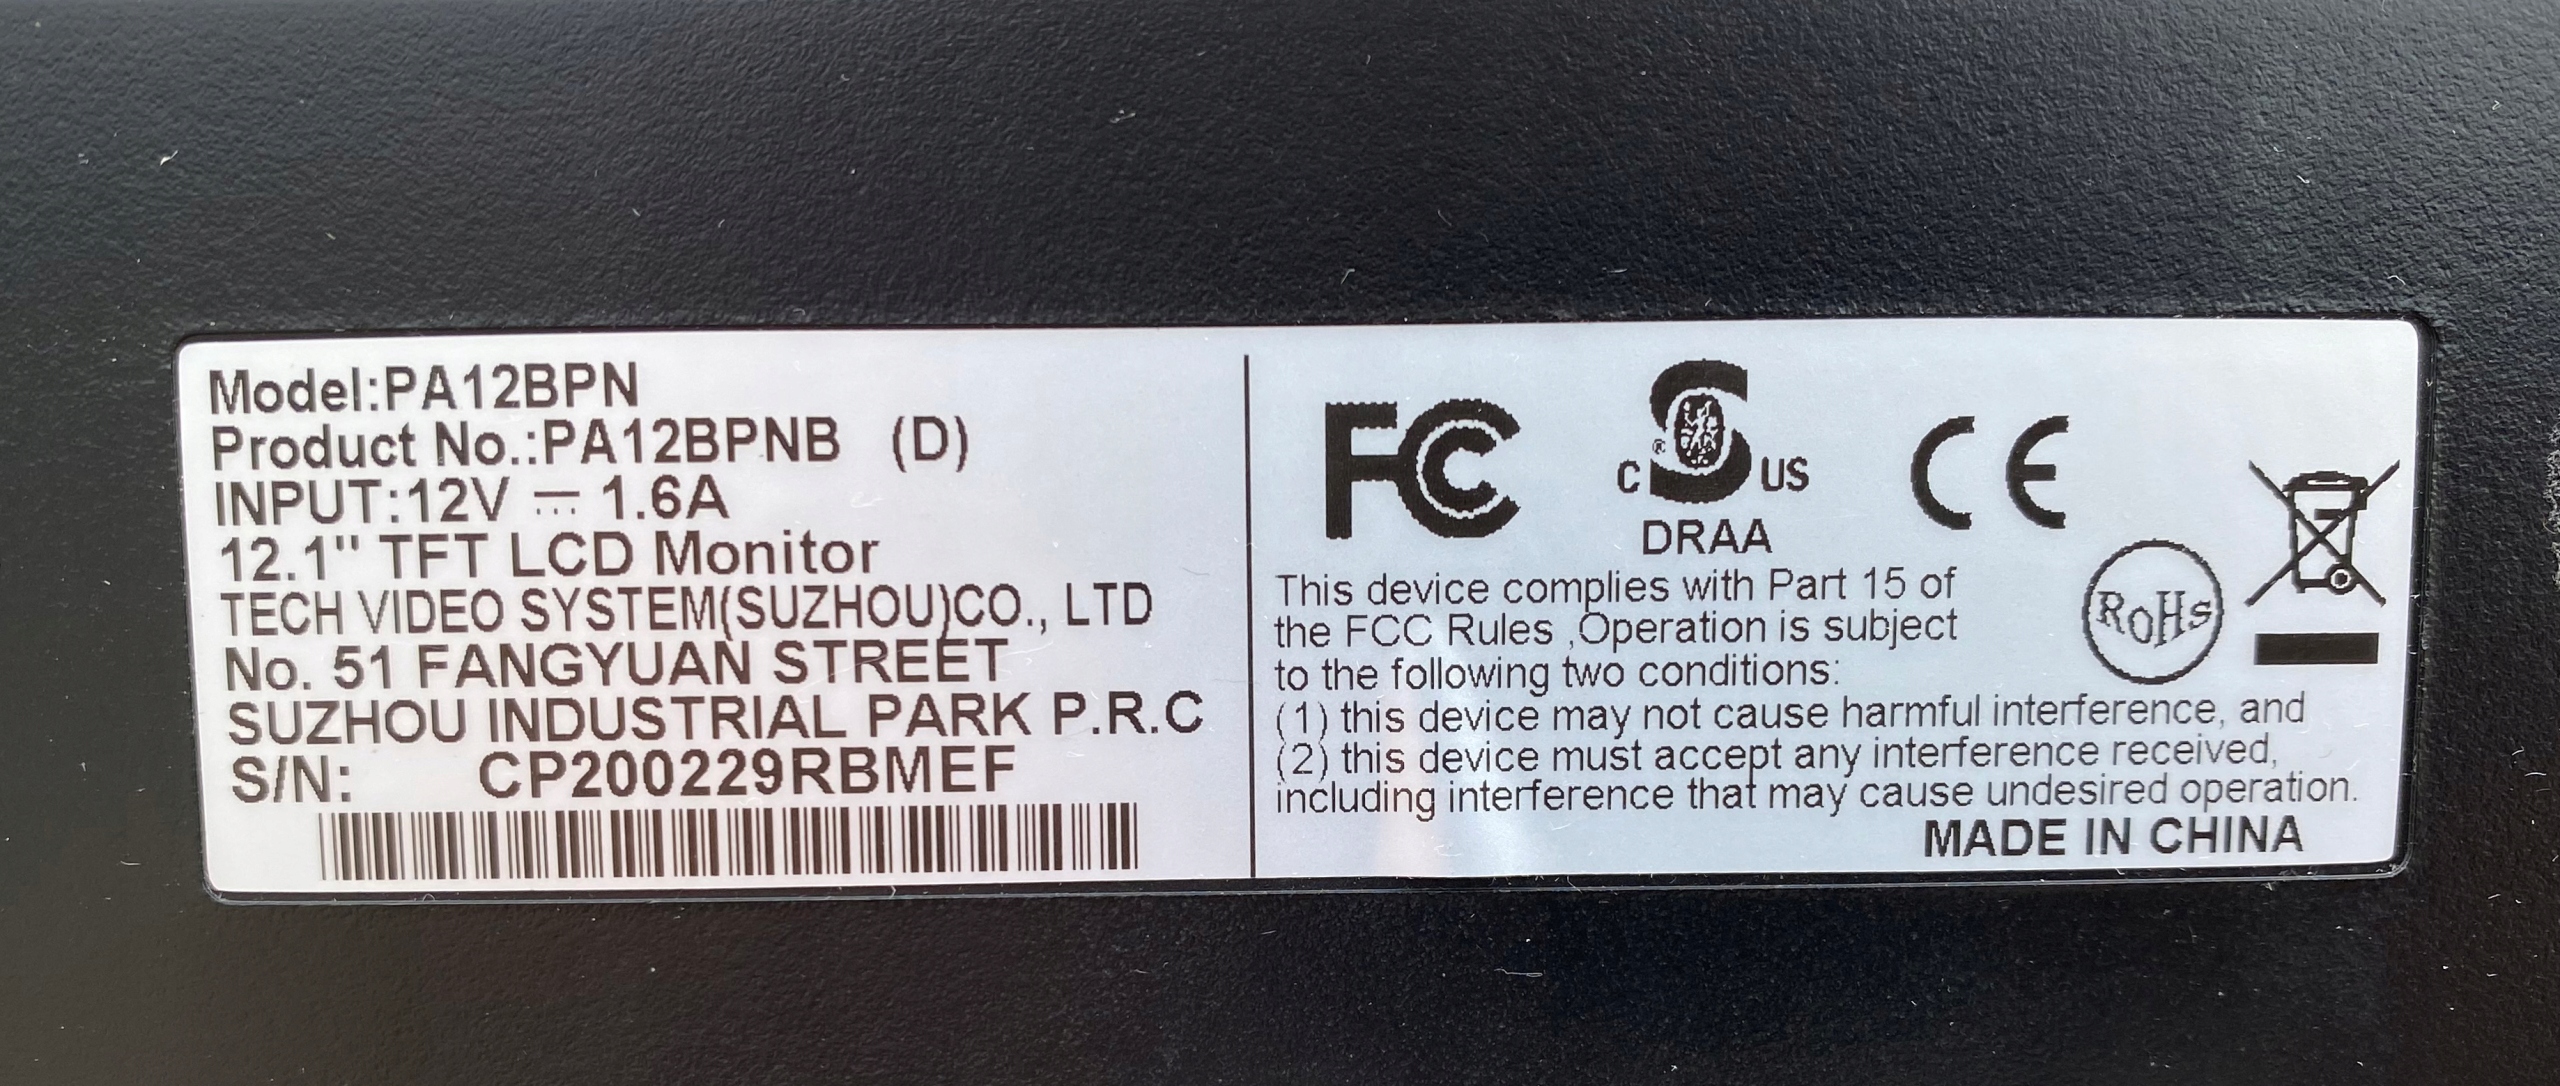 Model:PA12BPN
Product No.:PA12BPNB (D)
INPUT:12V ⎓ 1.6A
12.1" TFT LCD Monitor
TECH VIDEO SYSTEM(SUZHOU)CO., LTD
No. 51 FANGYUAN STREET
SUZHOU INDUSTRIAL PARK P.R.C
S/N: CP200229RBMEF
FC
C S® US
DRAA
CE
RoHs
This device complies with Part 15 of
the FCC Rules ,Operation is subject
to the following two conditions:
(1) this device may not cause harmful interference, and
(2) this device must accept any interference received,
including interference that may cause undesired operation.
MADE IN CHINA